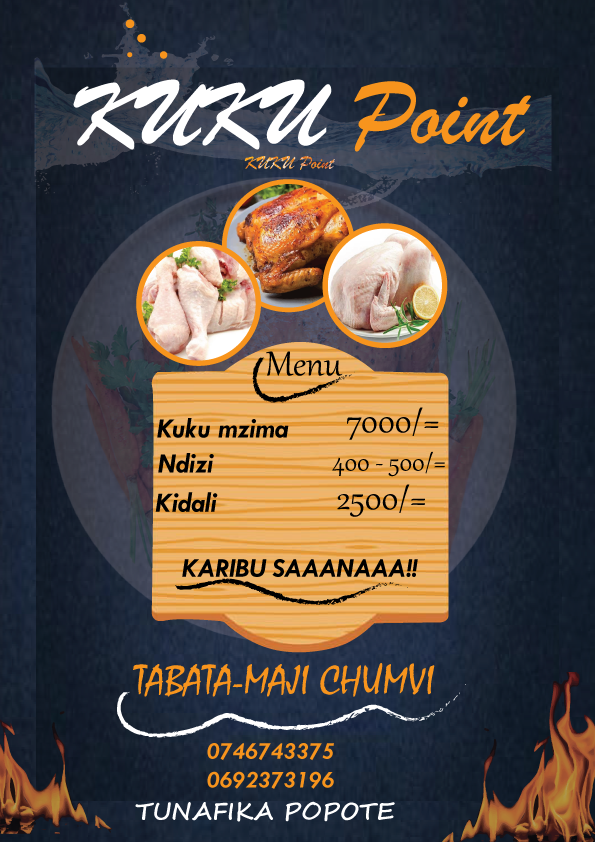 KUKU Point
KUKU Point
Menu
Kuku mzima 7000/=
Ndizi 400 - 500/=
Kidali 2500/=
KARIBU SAAANAAA!!
TABATA-MAJI CHUMVI
0746743375
0692373196
TUNAFIKA POPOTE